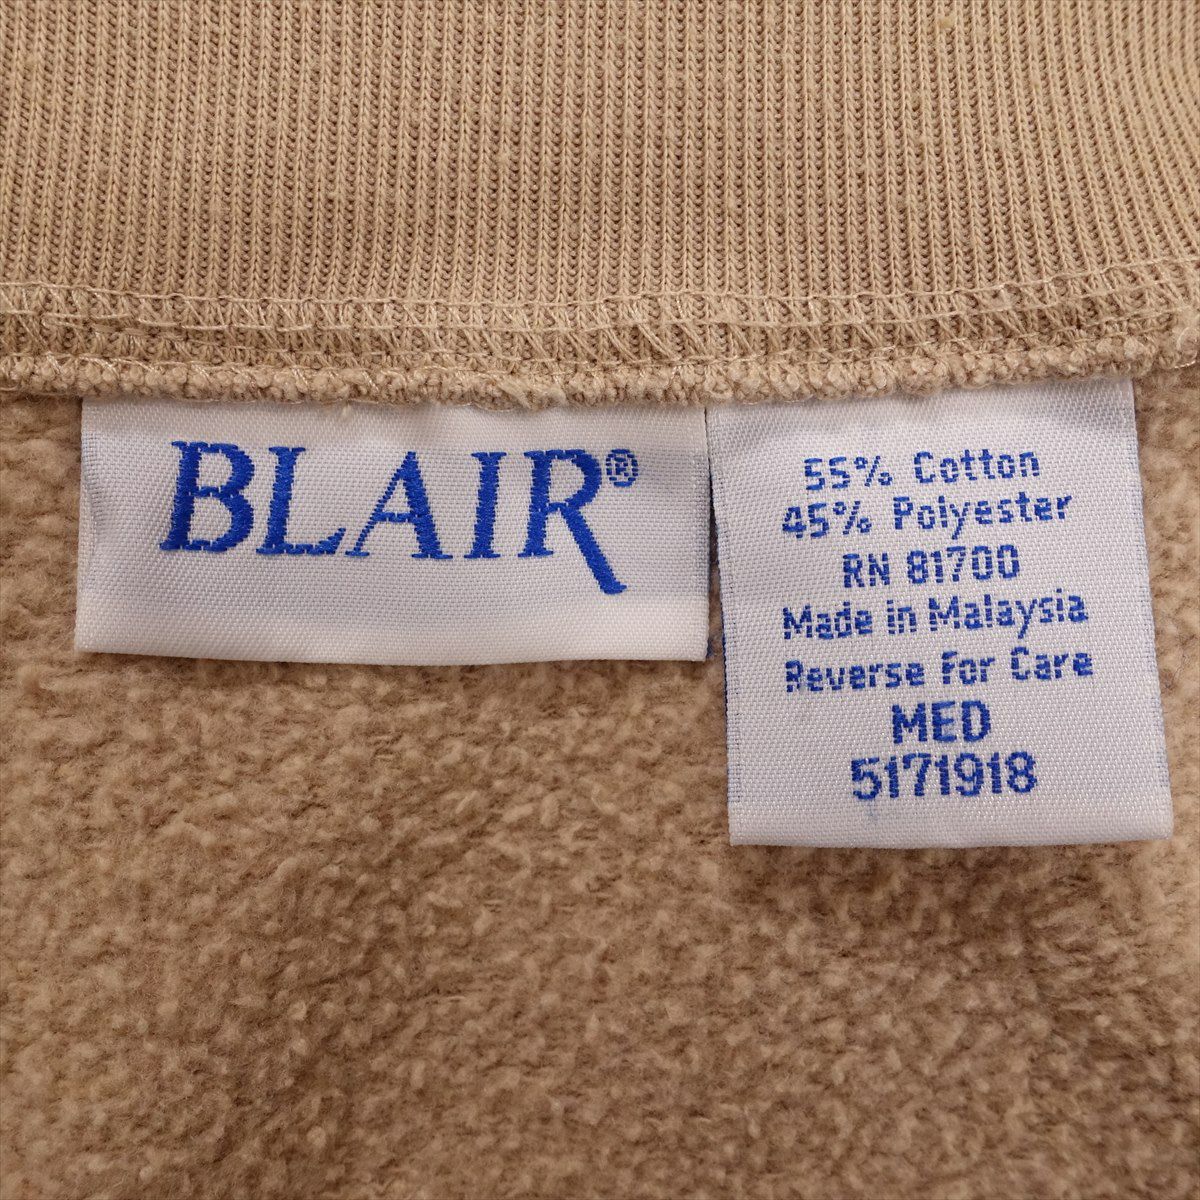 BLAIR®
55% Cotton
45% Polyester
RN 81700
Made in Malaysia
Reverse For Care
MED
5171918